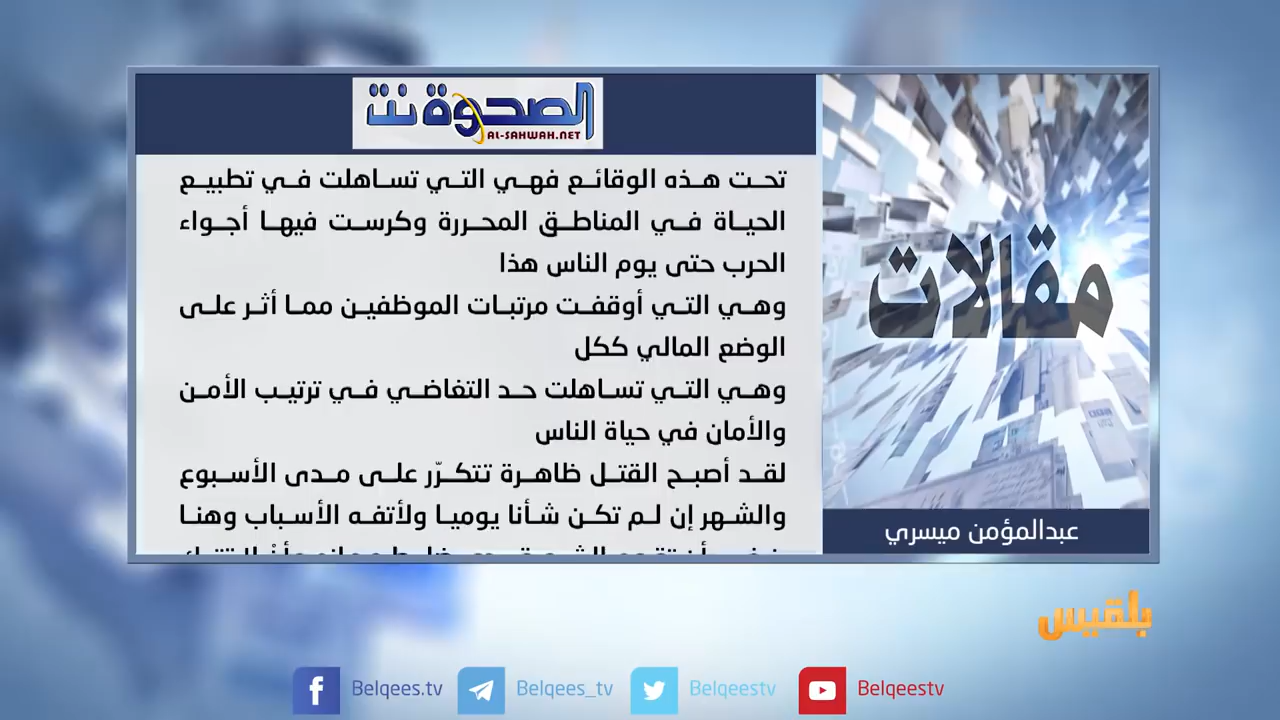 الصحوة نت
AL-SAHWAH.NET
تحت هذه الوقائع فهي التي تساهلت في تطبيع
الحياة في المناطق المحررة وكرست فيها أجواء
الحرب حتى يوم الناس هذا
وهي التي أوقفت مرتبات الموظفين مما أثر على
الوضع المالي ككل
وهي التي تساهلت حد التغاضي في ترتيب الأمن
والأمان في حياة الناس
لقد أصبح القتل ظاهرة تتكرّر على مدى الأسبوع
والشهر إن لم تكن شأنا يوميا ولأتفه الأسباب وهنا
مقالات
عبدالمؤمن ميسري
بلقيس
Belqees.tv
Belqees_tv
Belqeestv
Belqeestv